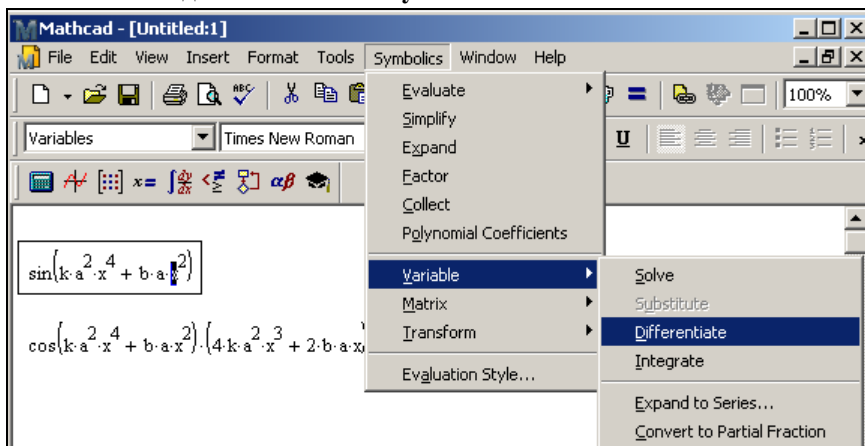 Mathcad - [Untitled:1]
File Edit View Insert Format Tools Symbolics Window Help
100%
Variables Times New Roman U
x= αβ
Evaluate
Simplify
Expand
Factor
Collect
Polynomial Coefficients
Variable
Matrix
Transform
Evaluation Style...
Solve
Substitute
Differentiate
Integrate
Expand to Series...
Convert to Partial Fraction
sin(k·a²·x⁴ + b·a·x²)
cos(k·a²·x⁴ + b·a·x²)·(4·k·a²·x³ + 2·b·a·x